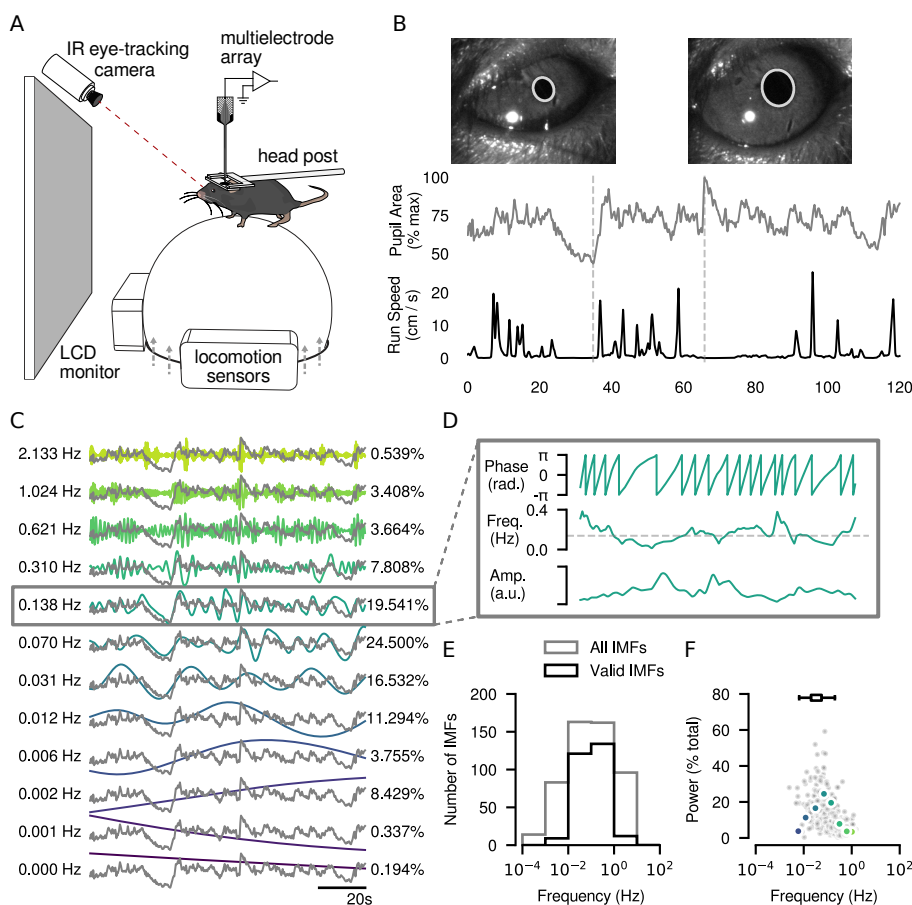 A
IR eye-tracking
camera
multielectrode
array
head post
LCD
monitor
locomotion
sensors
B
100
75
50
Pupil Area
(% max)
20
10
0
Run Speed
(cm / s)
0 20 40 60 80 100 120
C
2.133 Hz 0.539%
1.024 Hz 3.408%
0.621 Hz 3.664%
0.310 Hz 7.808%
0.138 Hz 19.541%
0.070 Hz 24.500%
0.031 Hz 16.532%
0.012 Hz 11.294%
0.006 Hz 3.755%
0.002 Hz 8.429%
0.001 Hz 0.337%
0.000 Hz 0.194%
20s
D
Phase
(rad.)
π
0
-π
Freq.
(Hz)
0.4
0.0
Amp.
(a.u.)
E
All IMFs
Valid IMFs
200
150
100
50
0
Number of IMFs
10⁻⁴ 10⁻² 10⁰ 10²
Frequency (Hz)
F
80
60
40
20
0
Power (% total)
10⁻⁴ 10⁻² 10⁰ 10²
Frequency (Hz)